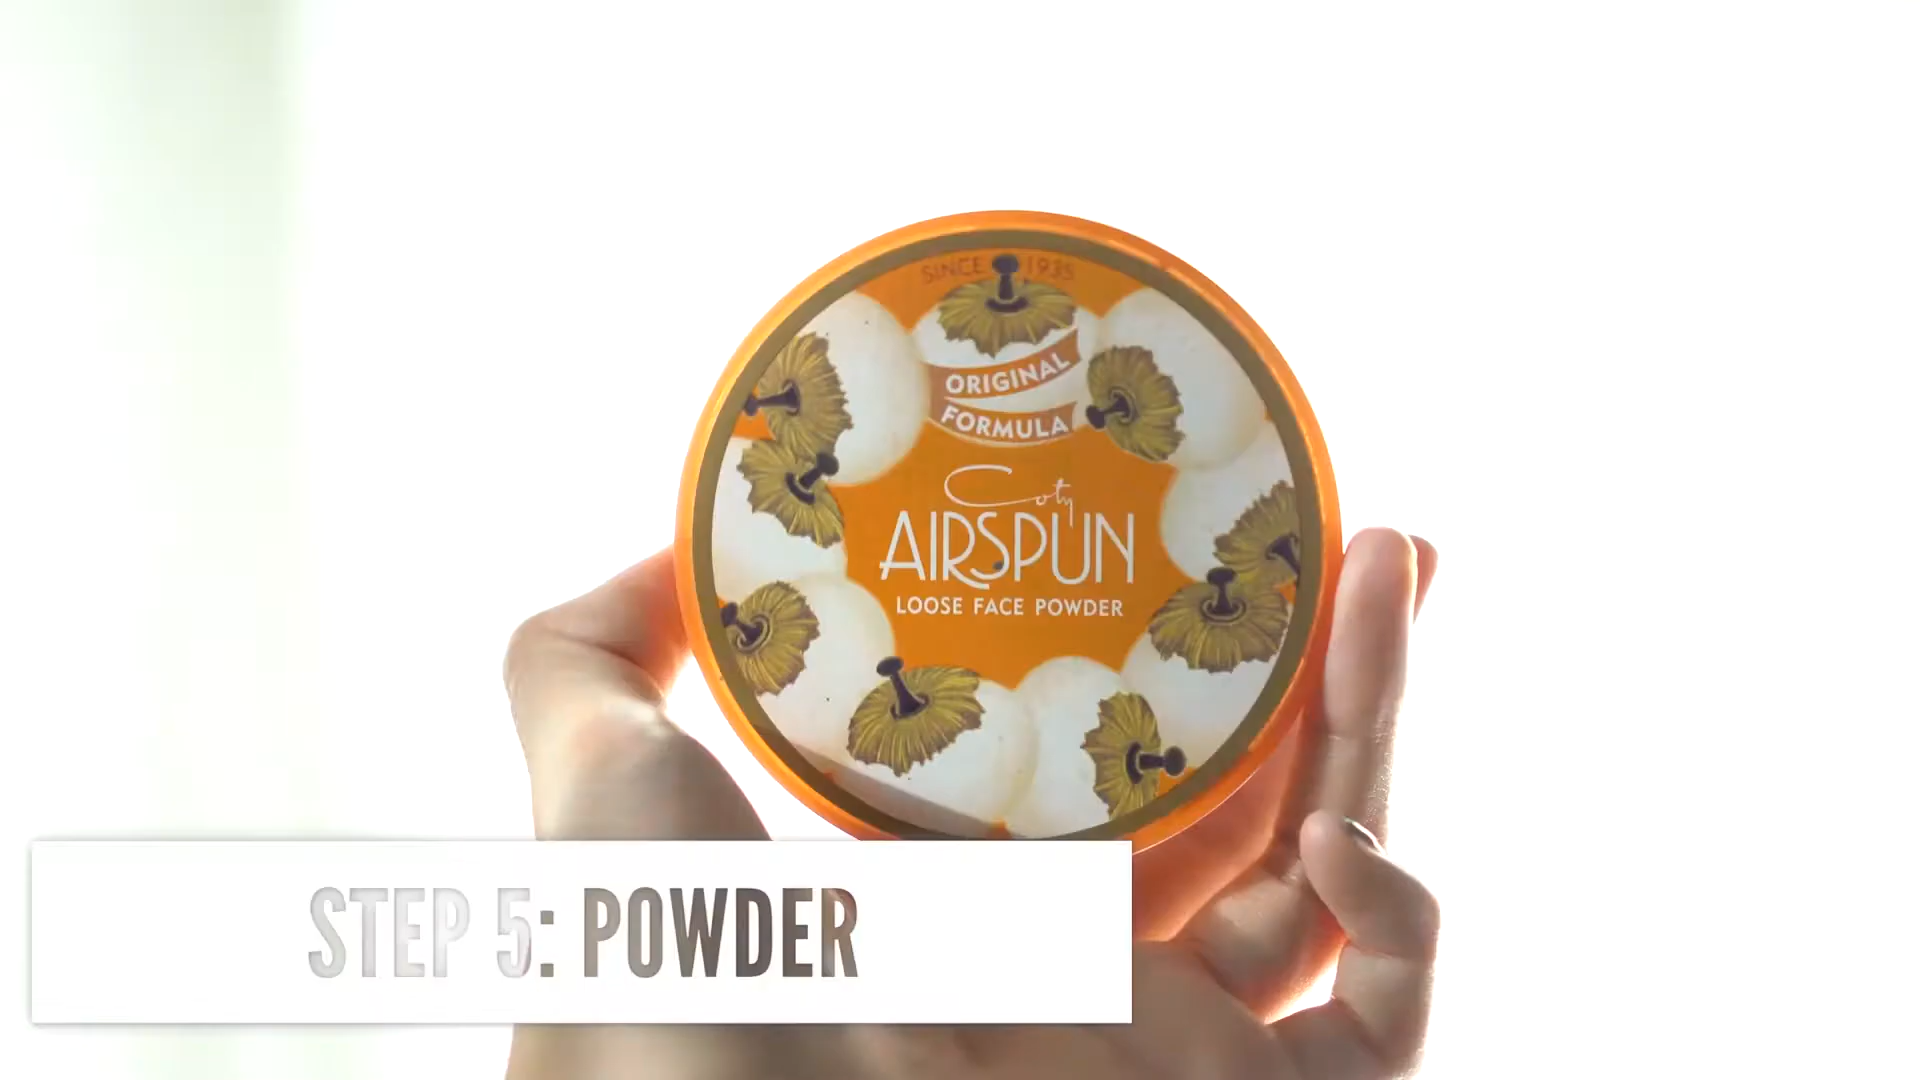 SINCE 1935
ORIGINAL
FORMULA
Coty
AIRSPUN
LOOSE FACE POWDER
STEP 5: POWDER